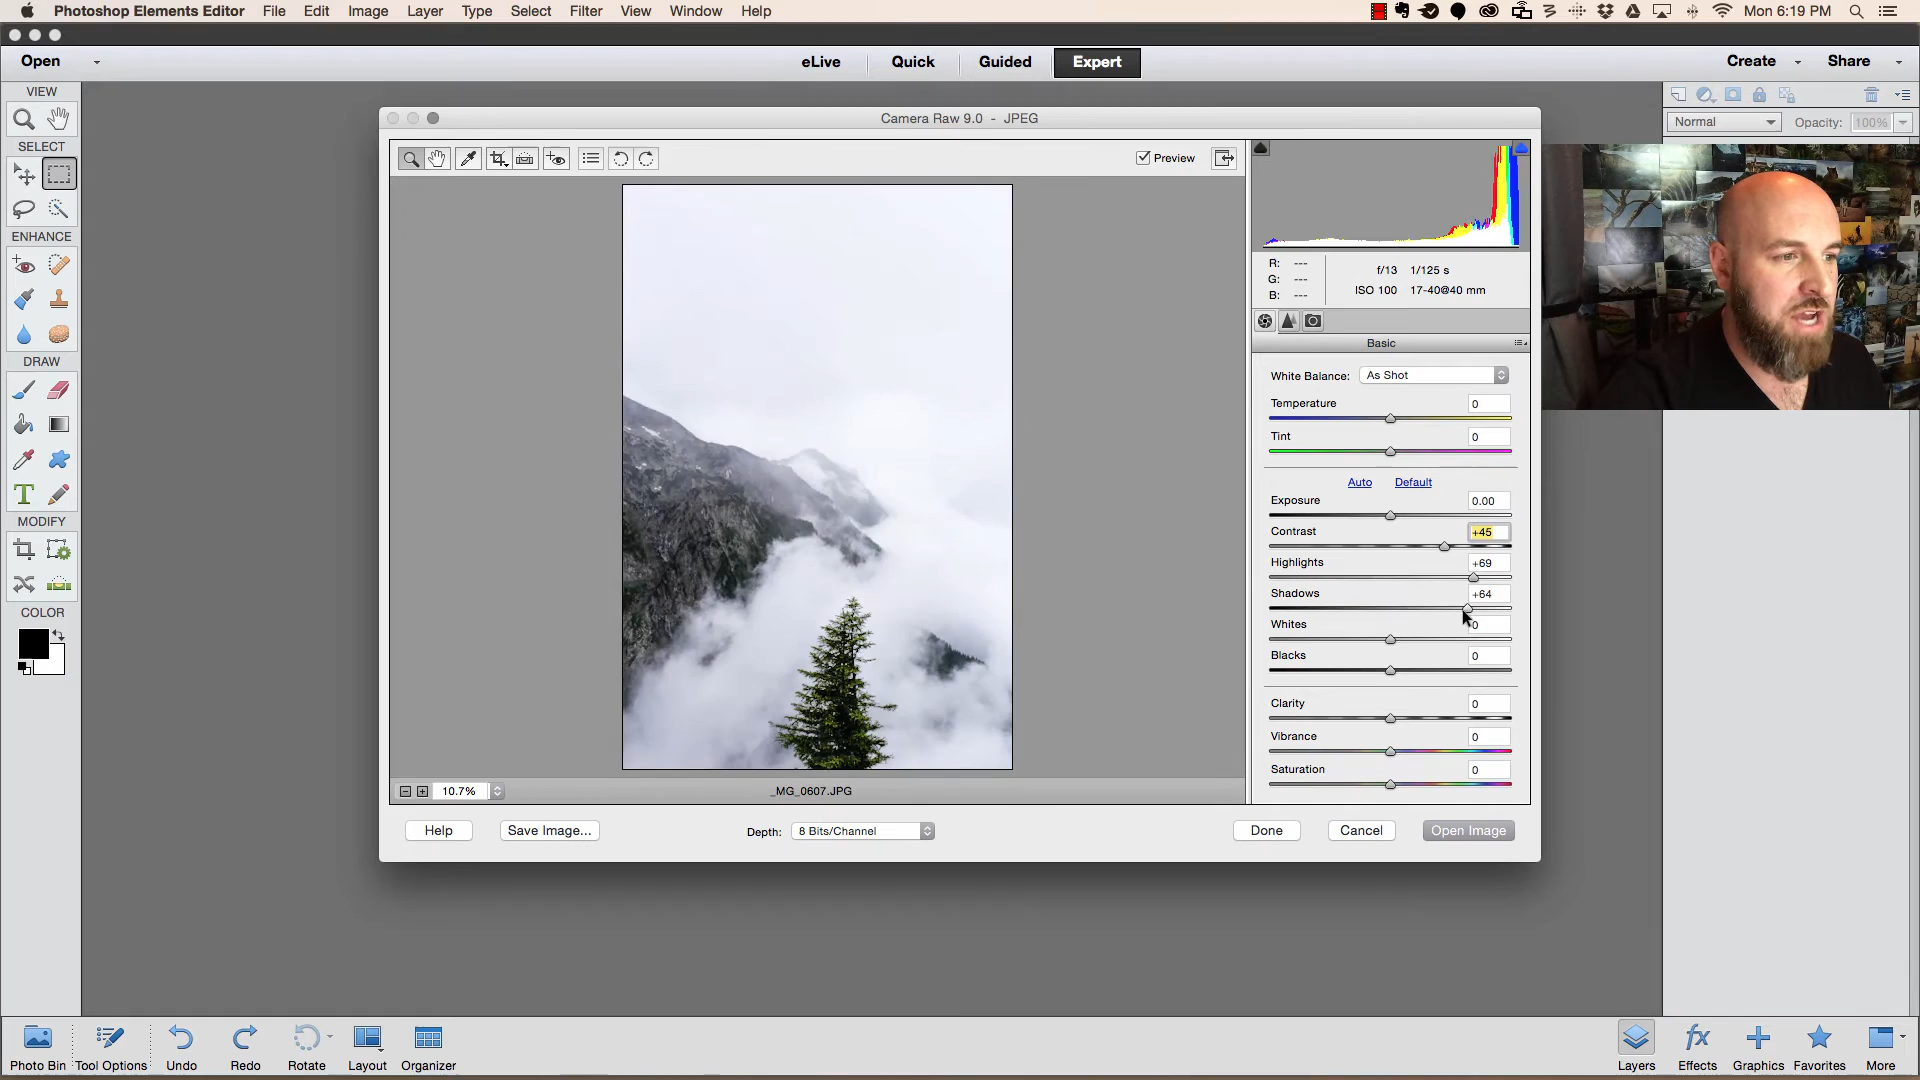 Photoshop Elements Editor File Edit Image Layer Type Select Filter View Window Help Mon 6:19 PM
Open eLive Quick Guided Expert Create Share
VIEW
SELECT
ENHANCE
DRAW
T
MODIFY
COLOR
Camera Raw 9.0 - JPEG
Preview
R: ---
G: ---
B: ---
f/13 1/125 s
ISO 100 17-40@40 mm
Basic
White Balance: As Shot
Temperature 0
Tint 0
Auto Default
Exposure 0.00
Contrast +45
Highlights +69
Shadows +64
Whites 0
Blacks 0
Clarity 0
Vibrance 0
Saturation 0
10.7% _MG_0607.JPG
Help Save Image... Depth: 8 Bits/Channel Done Cancel Open Image
Normal Opacity: 100%
Photo Bin Tool Options Undo Redo Rotate Layout Organizer
fx
Layers Effects Graphics Favorites More